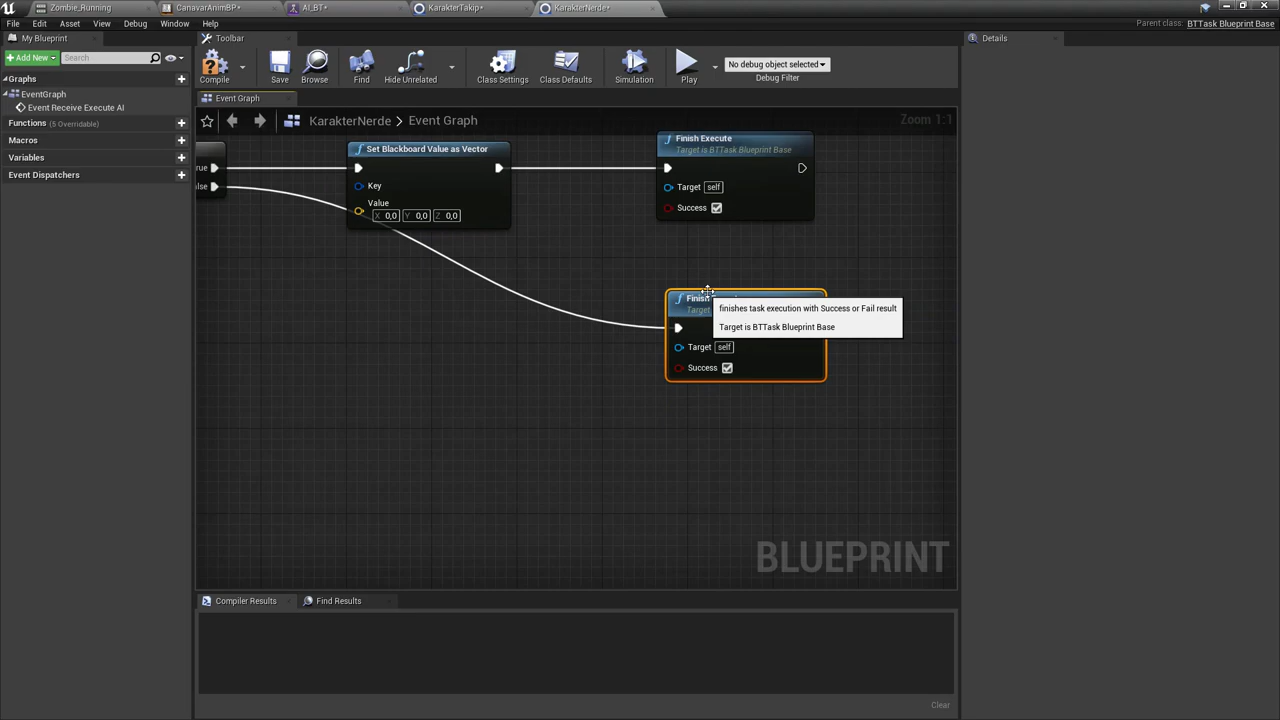 Zombie_Running
CanavarAnimBP*
AI_BT*
KarakterTakip*
KarakterNerde*
File Edit Asset View Debug Window Help
Parent class: BTTask Blueprint Base
My Blueprint
Toolbar
Details
+ Add New
Search
Compile
Save
Browse
Find
Hide Unrelated
Class Settings
Class Defaults
Simulation
Play
No debug object selected
Debug Filter
Graphs
EventGraph
Event Receive Execute AI
Functions (5 Overridable)
Macros
Variables
Event Dispatchers
Event Graph
KarakterNerde > Event Graph
Zoom 1:1
rue
alse
Set Blackboard Value as Vector
Key
Value
X 0,0 Y 0,0 Z 0,0
Finish Execute
Target is BTTask Blueprint Base
Target self
Success
Finish
Target
finishes task execution with Success or Fail result
Target is BTTask Blueprint Base
Target self
Success
BLUEPRINT
Compiler Results
Find Results
Clear